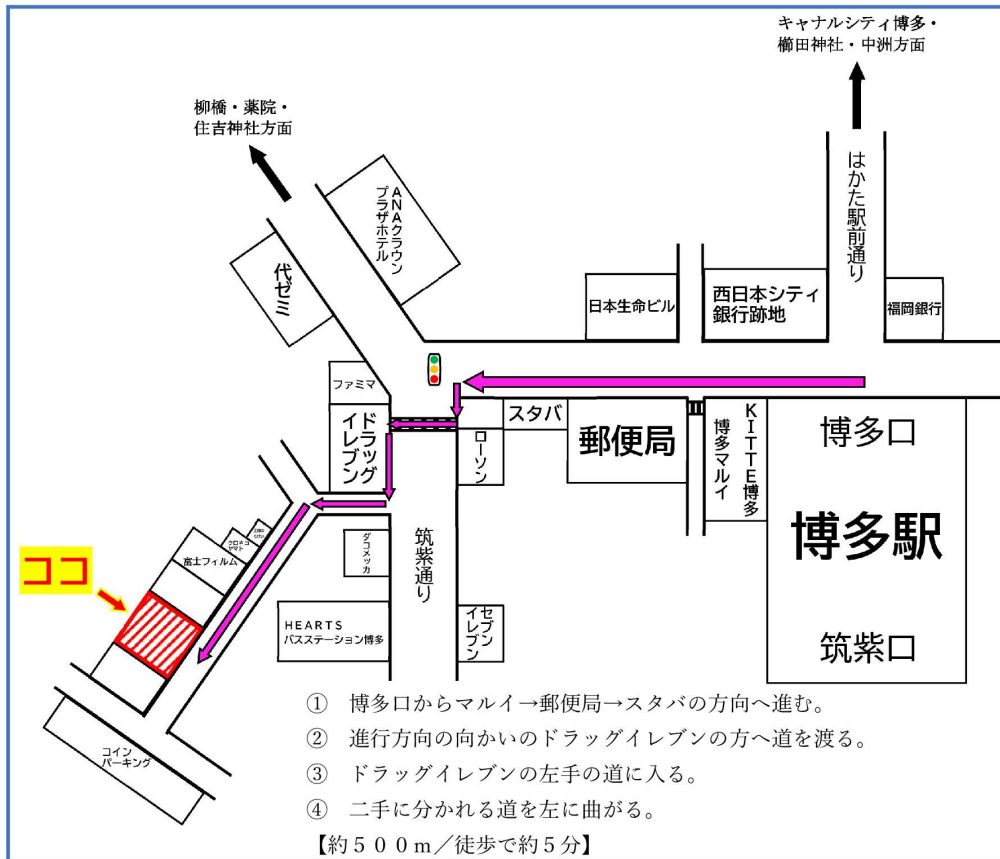 キャナルシティ博多・
櫛田神社・中洲方面
柳橋・薬院・
住吉神社方面
はかた駅前通り
ANAクラウン
プラザホテル
代ゼミ
日本生命ビル
西日本シティ
銀行跡地
福岡銀行
ファミマ
ドラッグ
イレブン
スタバ
ローソン
郵便局
KITTE博多
博多マルイ
博多口
博多駅
筑紫口
クロネコ
ヤマト
富士フィルム
ココ
ダコメッカ
筑紫通り
HEARTS
バスステーション博多
セブン
イレブン
コイン
パーキング
① 博多口からマルイ→郵便局→スタバの方向へ進む。
② 進行方向の向かいのドラッグイレブンの方へ道を渡る。
③ ドラッグイレブンの左手の道に入る。
④ 二手に分かれる道を左に曲がる。
【約500m/徒歩で約5分】